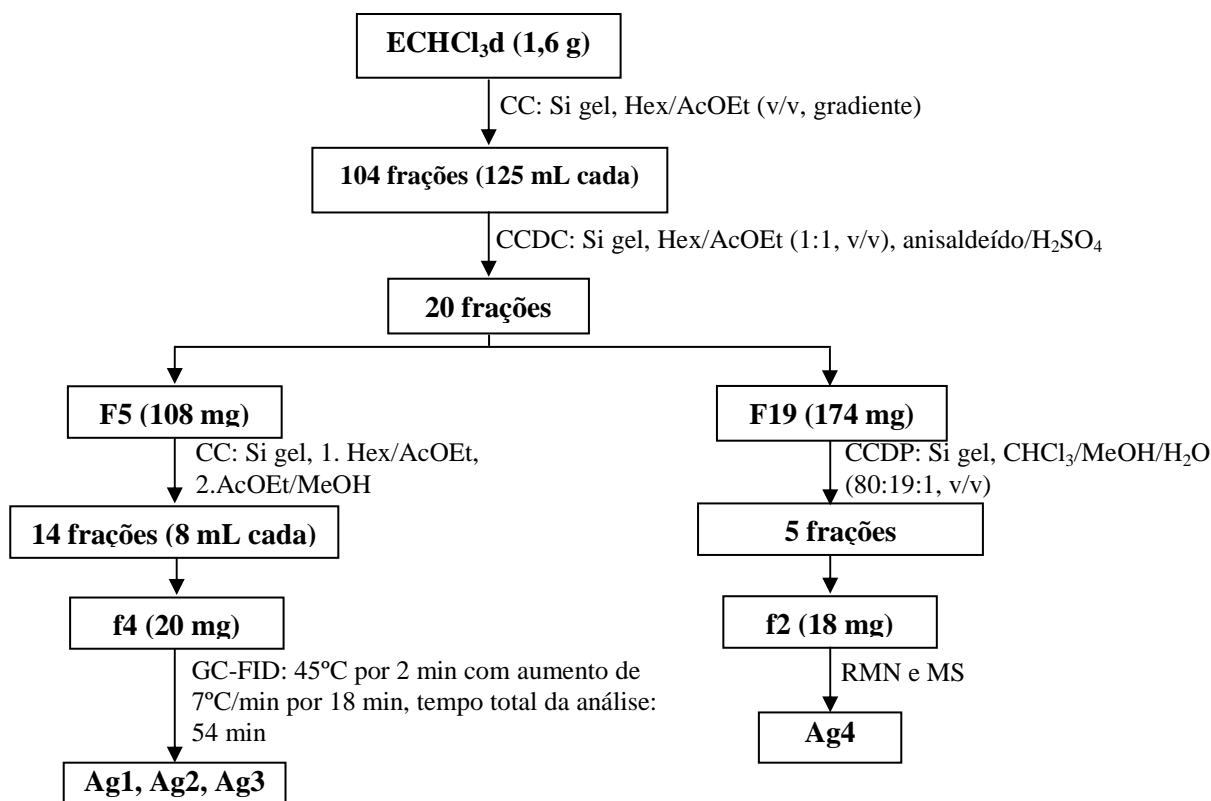 ECHCl₃d (1,6 g)
CC: Si gel, Hex/AcOEt (v/v, gradiente)
104 frações (125 mL cada)
CCDC: Si gel, Hex/AcOEt (1:1, v/v), anisaldeído/H₂SO₄
20 frações
F5 (108 mg)
CC: Si gel, 1. Hex/AcOEt,
2.AcOEt/MeOH
14 frações (8 mL cada)
f4 (20 mg)
GC-FID: 45ºC por 2 min com aumento de
7ºC/min por 18 min, tempo total da análise:
54 min
Ag1, Ag2, Ag3
F19 (174 mg)
CCDP: Si gel, CHCl₃/MeOH/H₂O
(80:19:1, v/v)
5 frações
f2 (18 mg)
RMN e MS
Ag4